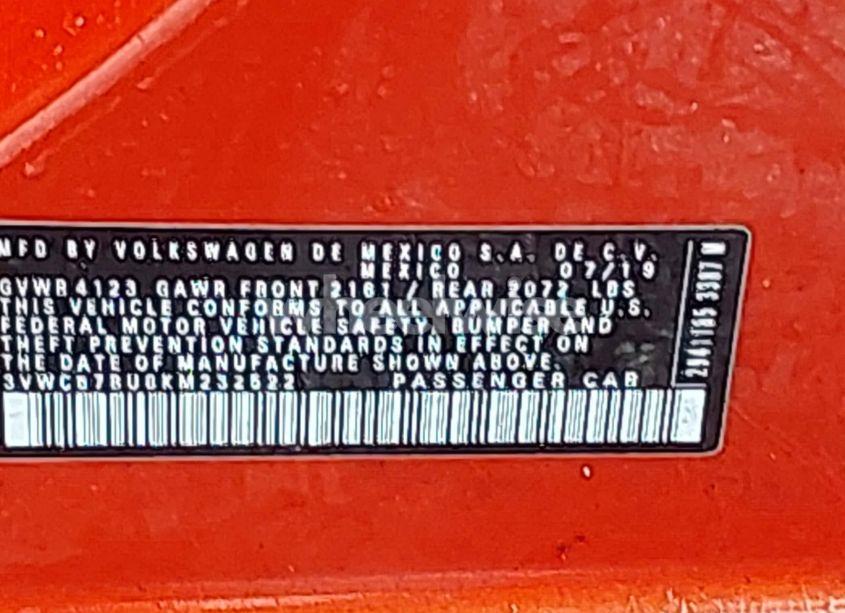 MFD BY VOLKSWAGEN DE MEXICO S.A. DE C.V.
MEXICO 07/19
GVWR 4123 GAWR FRONT 2161 / REAR 2072 LBS
THIS VEHICLE CONFORMS TO ALL APPLICABLE U.S.
FEDERAL MOTOR VEHICLE SAFETY, BUMPER AND
THEFT PREVENTION STANDARDS IN EFFECT ON
THE DATE OF MANUFACTURE SHOWN ABOVE.
3VWCB7BU0KM232522 PASSENGER CAR